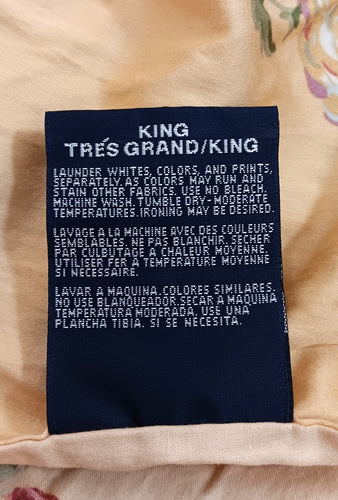 KING
TRÉS GRAND/KING
LAUNDER WHITES, COLORS, AND PRINTS,
SEPARATELY. AS COLORS MAY RUN AND
STAIN OTHER FABRICS. USE NO BLEACH.
MACHINE WASH. TUMBLE DRY-MODERATE
TEMPERATURES. IRONING MAY BE DESIRED.
LAVAGE A LA MACHINE AVEC DES COULEURS
SEMBLABLES. NE PAS BLANCHIR. SECHER
PAR CULBUTAGE A CHALEUR MOYENNE.
UTILISER FER A TEMPERATURE MOYENNE
SI NECESSAIRE.
LAVAR A MAQUINA. COLORES SIMILARES.
NO USE BLANQUEADOR. SECAR A MAQUINA
TEMPERATURA MODERADA. USE UNA
PLANCHA TIBIA. SI SE NECESITA.